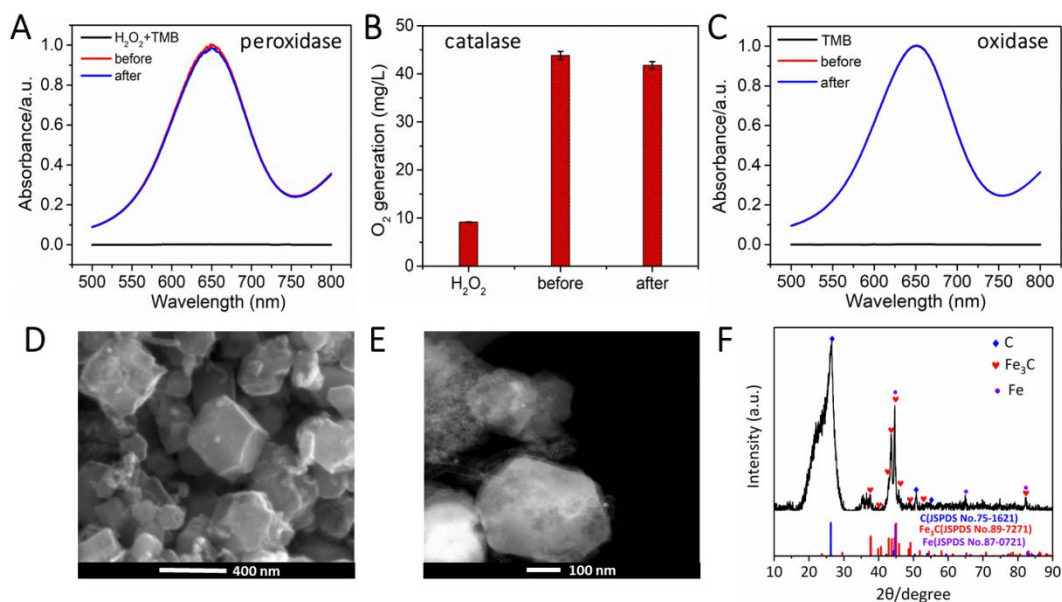 A
H₂O₂+TMB
before
after
peroxidase
Absorbance/a.u.
1.0
0.8
0.6
0.4
0.2
0.0
500 550 600 650 700 750 800
Wavelength (nm)
B
catalase
O₂ generation (mg/L)
50
40
30
20
10
0
H₂O₂ before after
C
TMB
before
after
oxidase
Absorbance/a.u.
1.0
0.8
0.6
0.4
0.2
0.0
500 550 600 650 700 750 800
Wavelength (nm)
D
400 nm
E
100 nm
F
C
Fe₃C
Fe
Intensity (a.u.)
C(JSPDS No.75-1621)
Fe₃C(JSPDS No.89-7271)
Fe(JSPDS No.87-0721)
10 20 30 40 50 60 70 80 90
2θ/degree